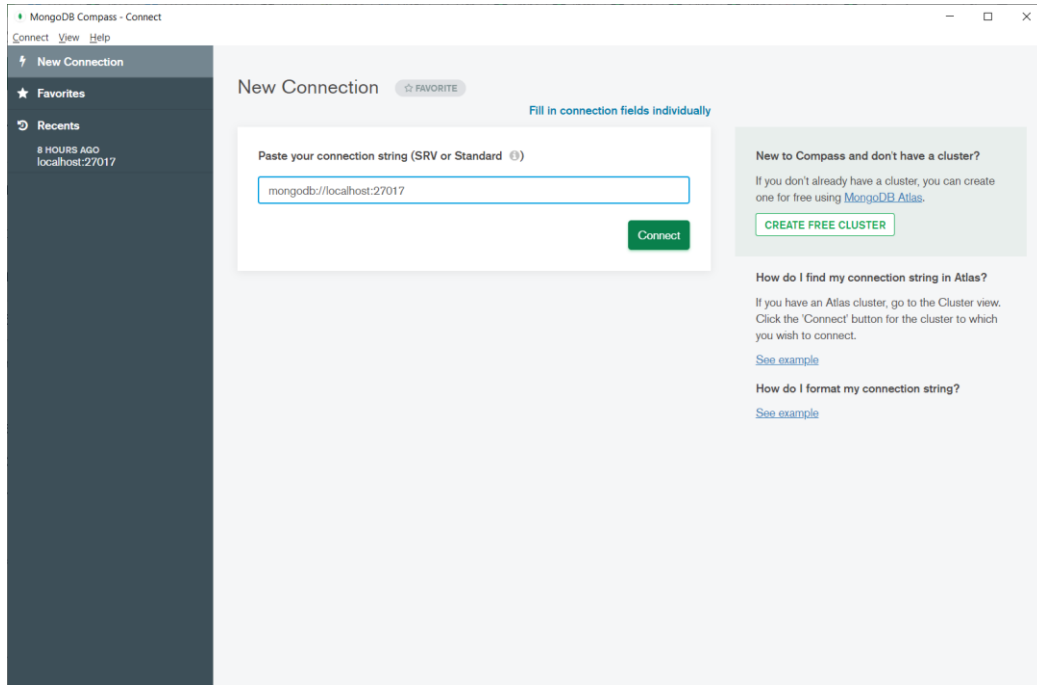 MongoDB Compass - Connect
Connect View Help
New Connection
Favorites
Recents
8 HOURS AGO
localhost:27017
New Connection
FAVORITE
Fill in connection fields individually
Paste your connection string (SRV or Standard )
mongodb://localhost:27017
Connect
New to Compass and don't have a cluster?
If you don't already have a cluster, you can create
one for free using MongoDB Atlas.
CREATE FREE CLUSTER
How do I find my connection string in Atlas?
If you have an Atlas cluster, go to the Cluster view.
Click the 'Connect' button for the cluster to which
you wish to connect.
See example
How do I format my connection string?
See example